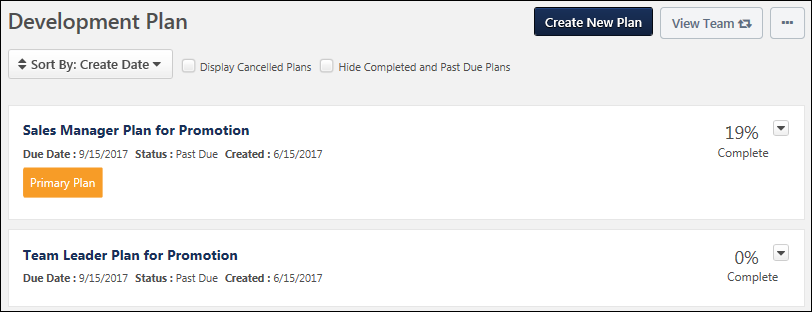 Development Plan
Create New Plan
View Team
Sort By: Create Date
Display Cancelled Plans
Hide Completed and Past Due Plans
Sales Manager Plan for Promotion
19%
Due Date : 9/15/2017 Status : Past Due Created : 6/15/2017
Complete
Primary Plan
Team Leader Plan for Promotion
0%
Due Date : 9/15/2017 Status : Past Due Created : 6/15/2017
Complete